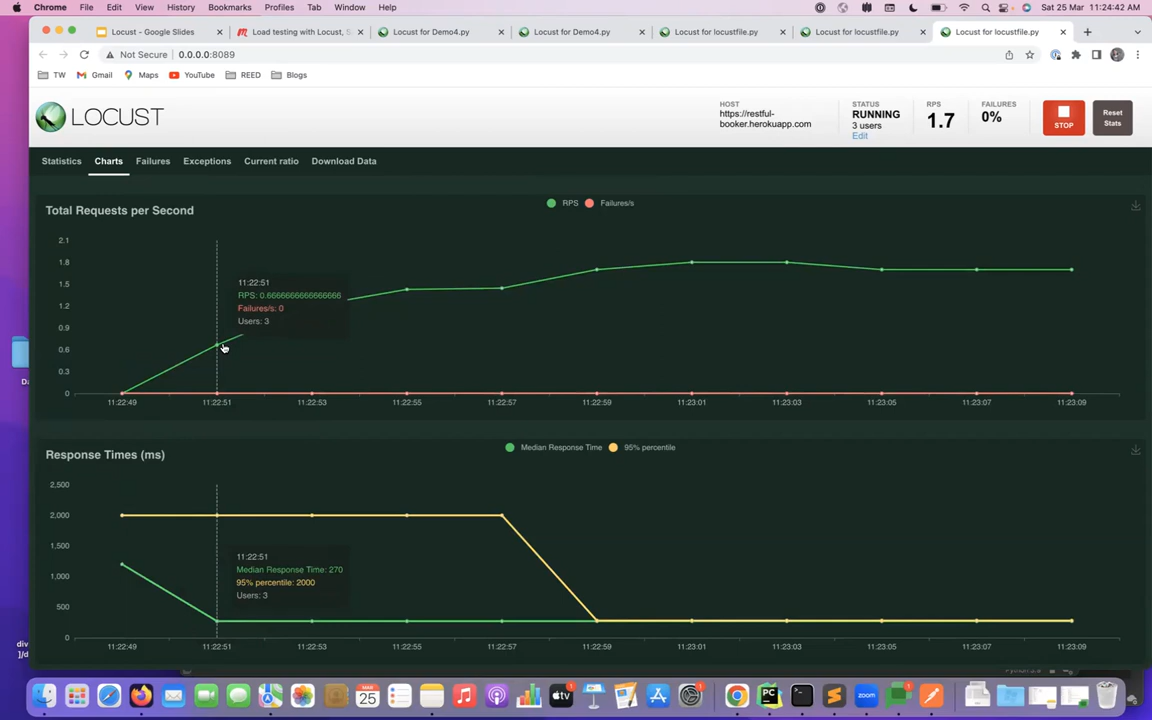 Chrome File Edit View History Bookmarks Profiles Tab Window Help Sat 25 Mar 11:24:42 AM
Locust - Google Slides Load testing with Locust, S Locust for Demo4.py Locust for Demo4.py Locust for locustfile.py Locust for locustfile.py Locust for locustfile.py
Not Secure 0.0.0.0:8089
TW Gmail Maps YouTube REED Blogs
LOCUST
HOST
https://restful-
booker.herokuapp.com
STATUS
RUNNING
3 users
Edit
RPS
1.7
FAILURES
0%
STOP
Reset
Stats
Statistics Charts Failures Exceptions Current ratio Download Data
Total Requests per Second
RPS Failures/s
2.1
1.8
1.5
1.2
0.9
0.6
0.3
0
11:22:51
RPS: 0.6666666666666666
Failures/s: 0
Users: 3
11:22:49 11:22:51 11:22:53 11:22:55 11:22:57 11:22:59 11:23:01 11:23:03 11:23:05 11:23:07 11:23:09
Response Times (ms)
Median Response Time 95% percentile
2,500
2,000
1,500
1,000
500
0
11:22:51
Median Response Time: 270
95% percentile: 2000
Users: 3
11:22:49 11:22:51 11:22:53 11:22:55 11:22:57 11:22:59 11:23:01 11:23:03 11:23:05 11:23:07 11:23:09
Da
div
]/d
MAR
25
tv
PC
zoom